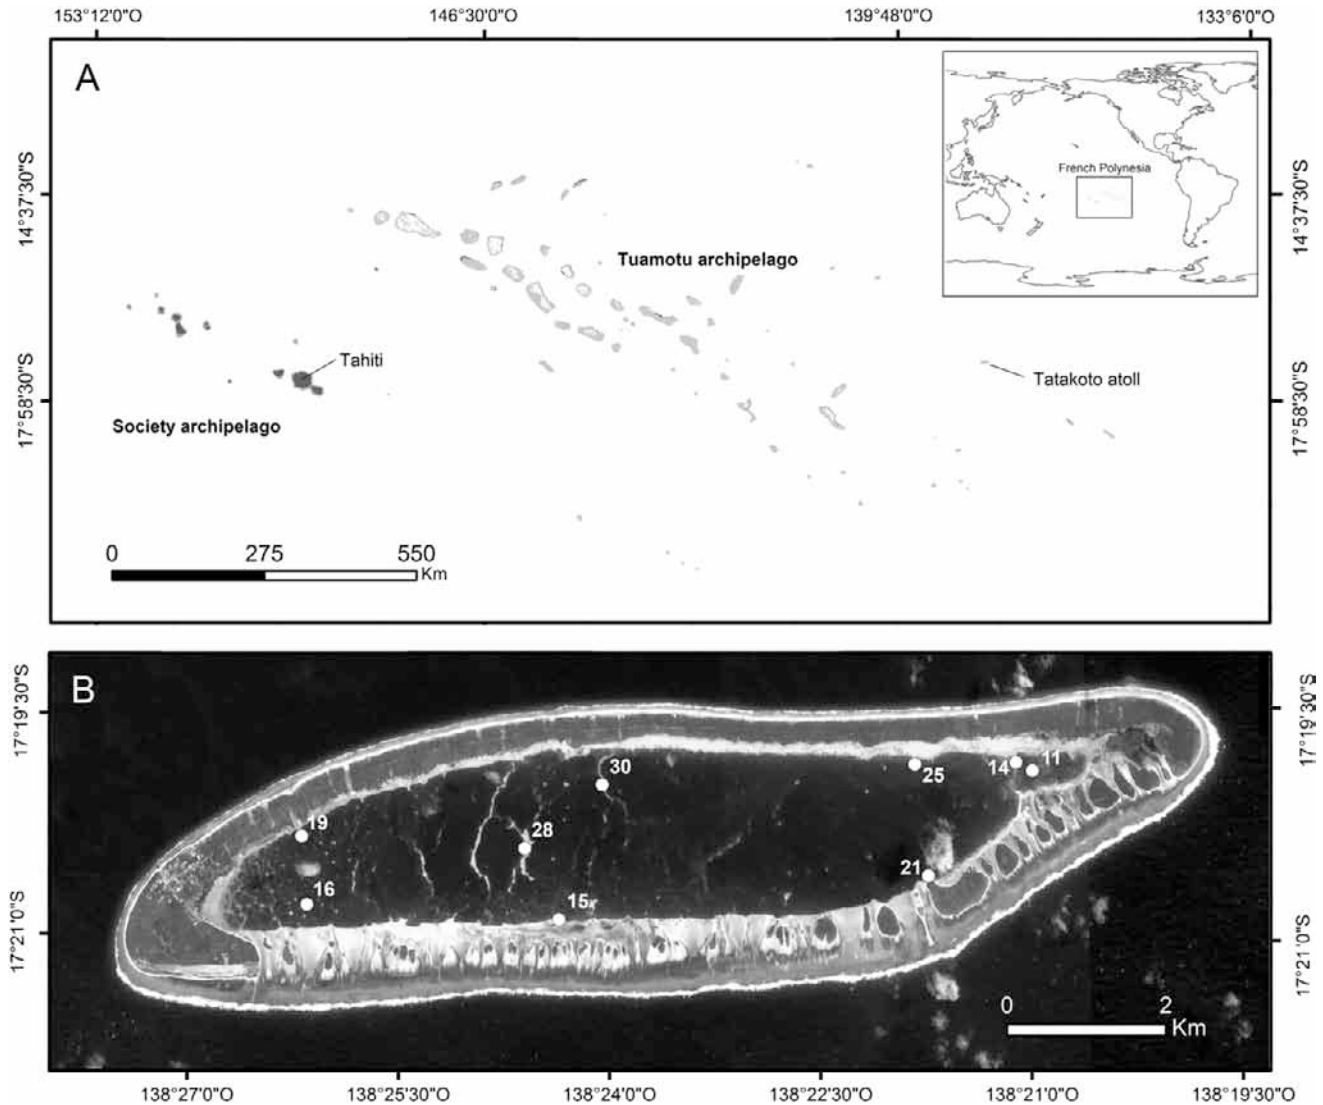 153°12'0"O 146°30'0"O 139°48'0"O 133°6'0"O
A
14°37'30"S
14°37'30"S
French Polynesia
Tuamotu archipelago
Tahiti
Tatakoto atoll
17°58'30"S
17°58'30"S
Society archipelago
0 275 550
Km
B
17°19'30"S
17°19'30"S
30
25
14
11
19
28
21
16
15
17°21'0"S
17°21'0"S
0 2
Km
138°27'0"O 138°25'30"O 138°24'0"O 138°22'30"O 138°21'0"O 138°19'30"O